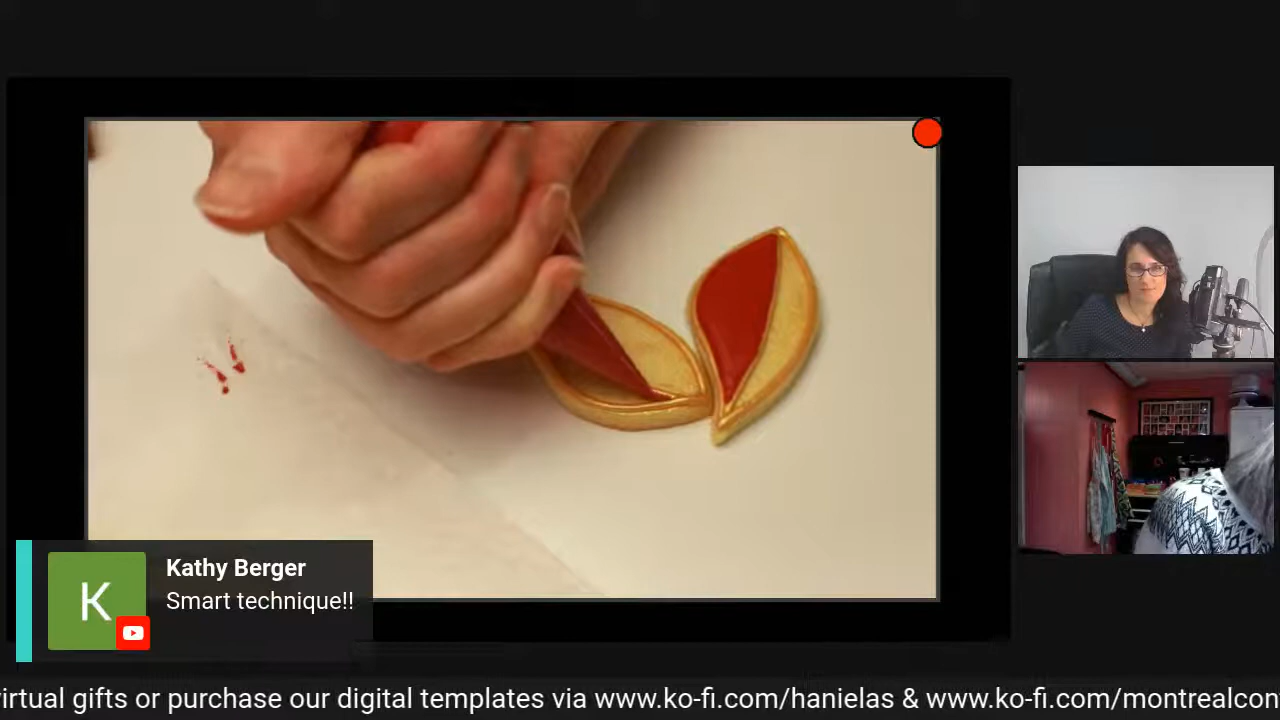 Kathy Berger
K
Smart technique!!
virtual gifts or purchase our digital templates via www.ko-fi.com/hanielas & www.ko-fi.com/montrealcon